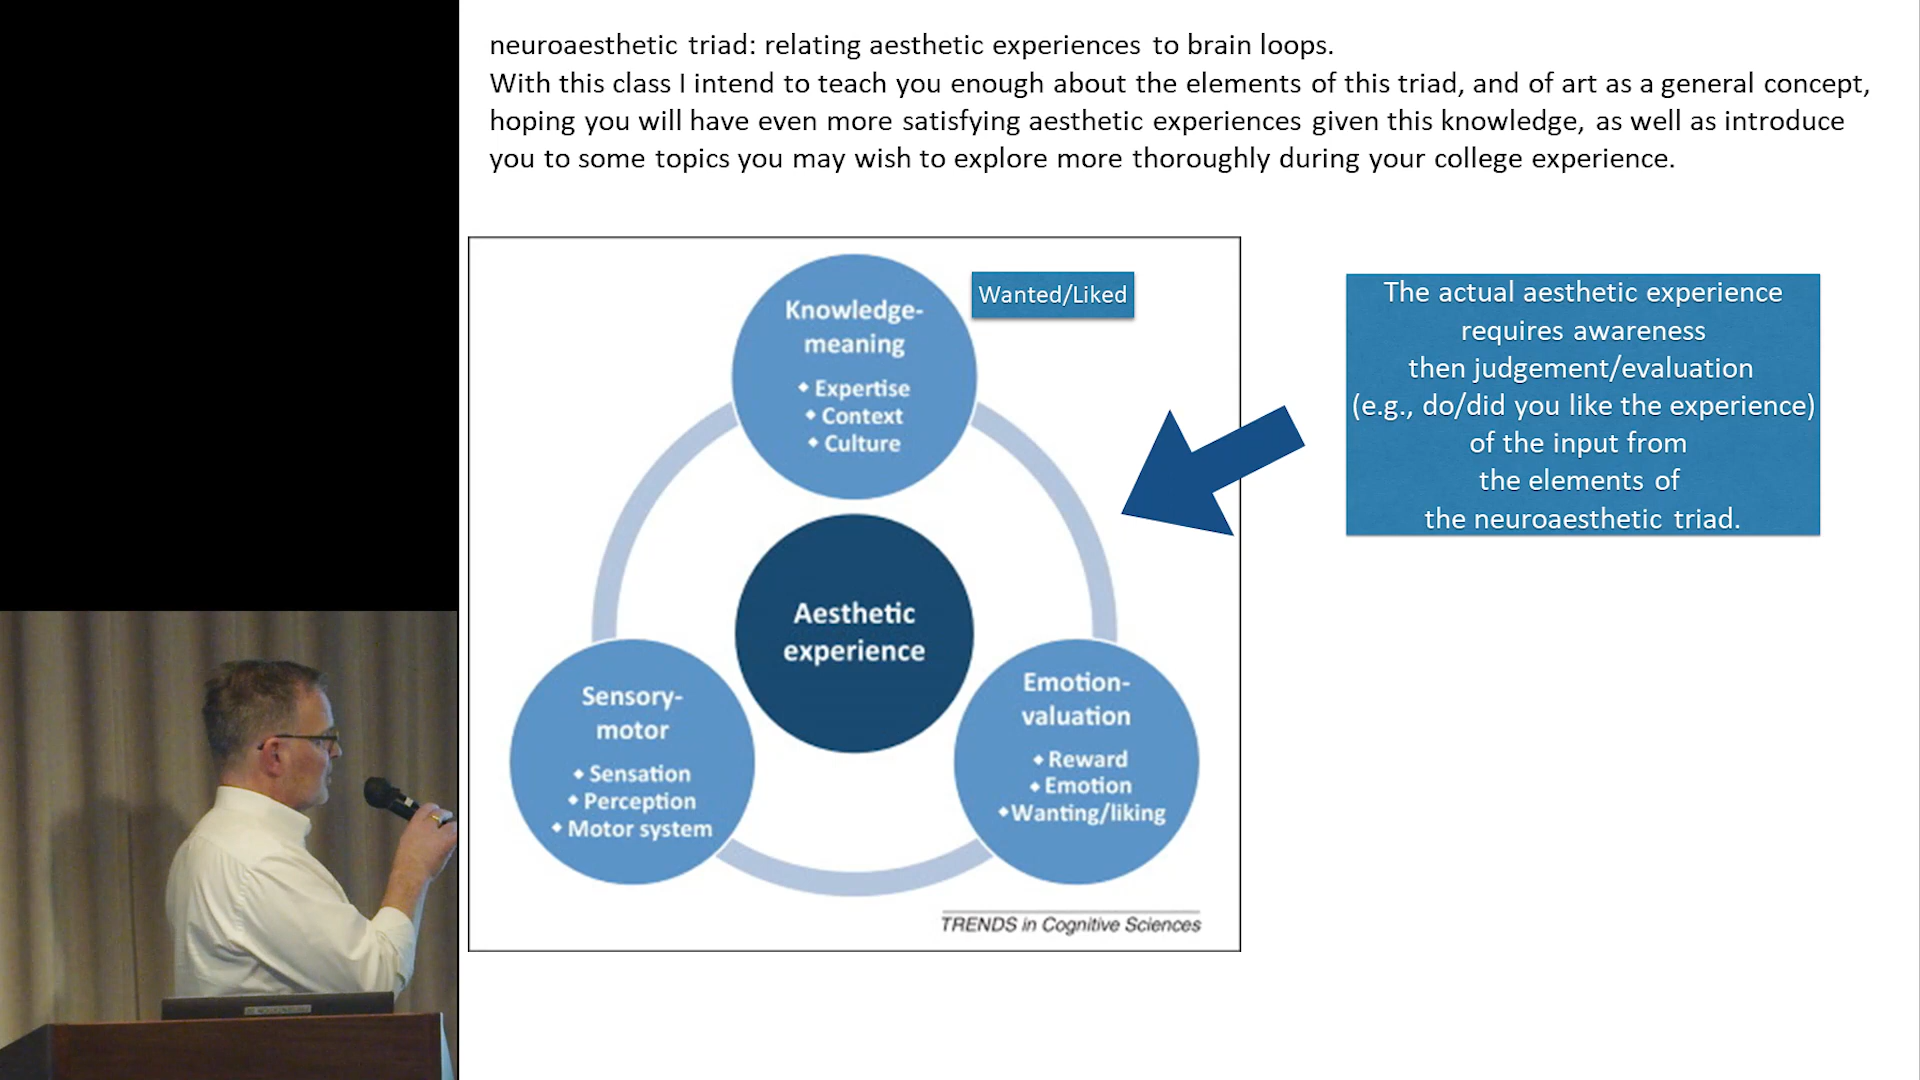 neuroaesthetic triad: relating aesthetic experiences to brain loops.
With this class I intend to teach you enough about the elements of this triad, and of art as a general concept,
hoping you will have even more satisfying aesthetic experiences given this knowledge, as well as introduce
you to some topics you may wish to explore more thoroughly during your college experience.
Knowledge-
meaning
◆ Expertise
◆ Context
◆ Culture
Wanted/Liked
The actual aesthetic experience
requires awareness
then judgement/evaluation
(e.g., do/did you like the experience)
of the input from
the elements of
the neuroaesthetic triad.
Aesthetic
experience
Sensory-
motor
◆ Sensation
◆ Perception
◆ Motor system
Emotion-
valuation
◆ Reward
◆ Emotion
◆Wanting/liking
TRENDS in Cognitive Sciences